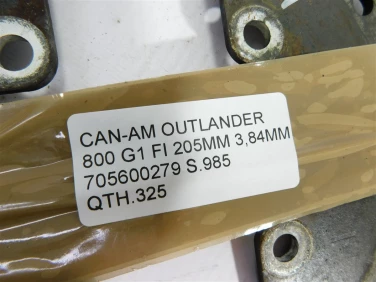 CAN-AM OUTLANDER
800 G1 FI 205MM 3,84MM
705600279 S.985
QTH.325